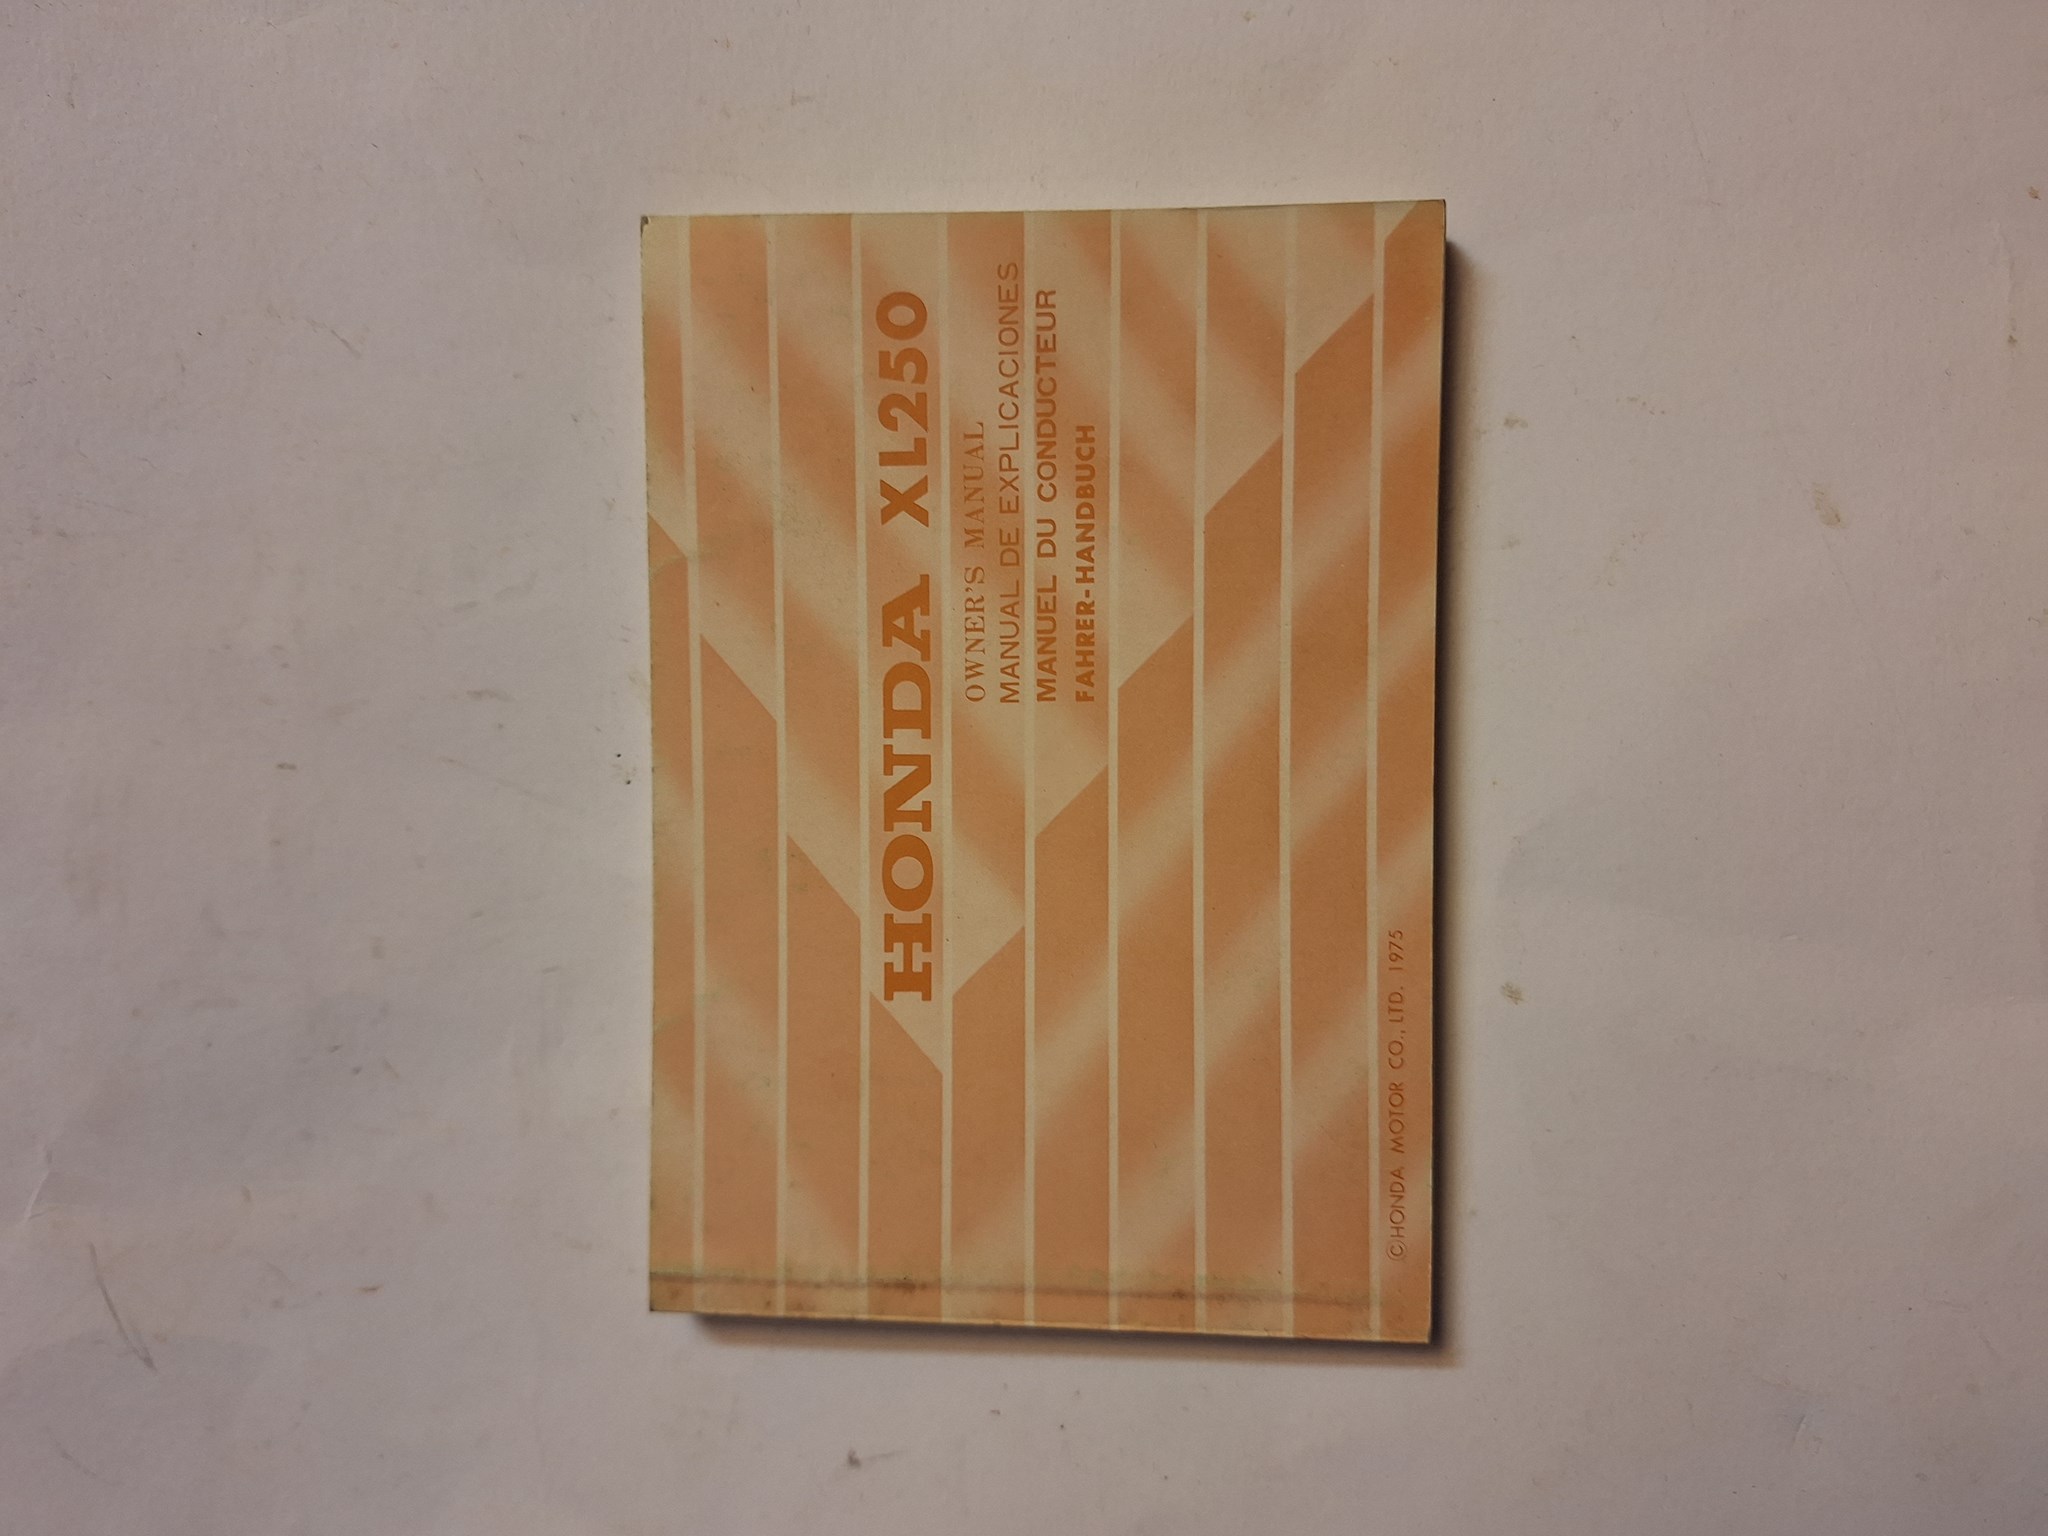 HONDA XL250
OWNER'S MANUAL
MANUAL DE EXPLICACIONES
MANUEL DU CONDUCTEUR
FAHRER-HANDBUCH
©HONDA MOTOR CO., LTD. 1975